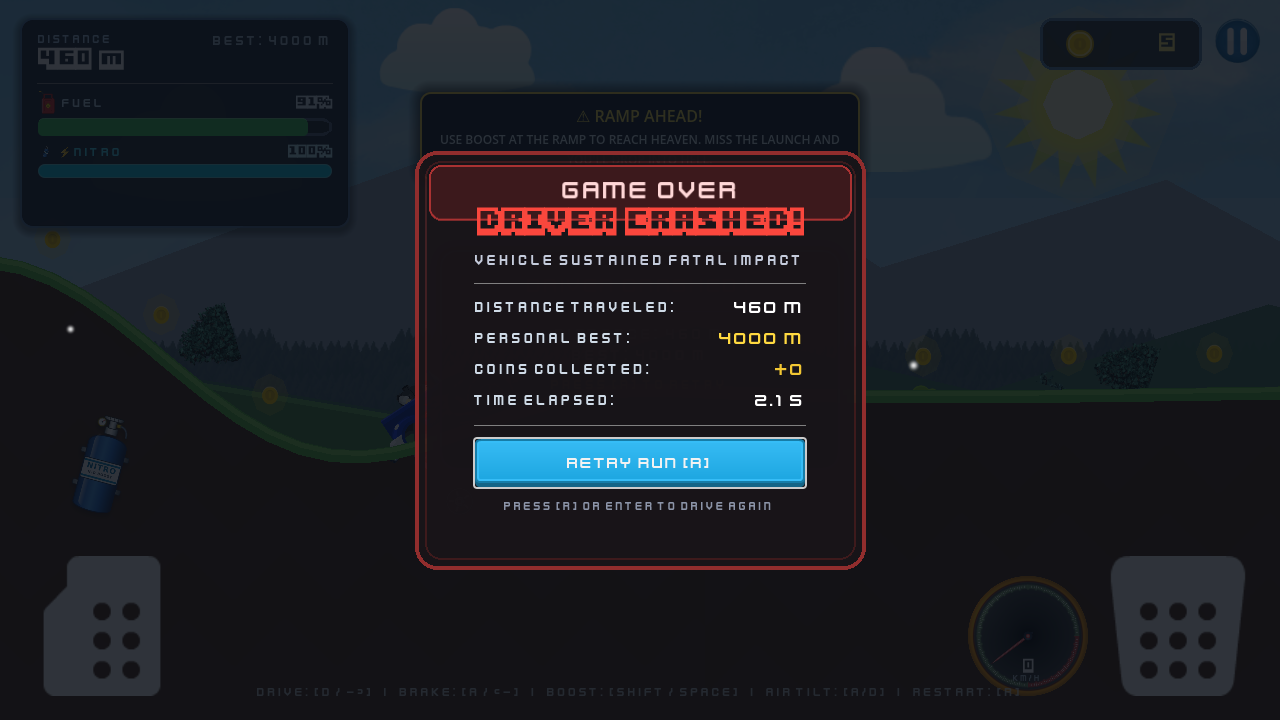 DISTANCE
BEST: 4000 M
460 M
5
FUEL
91%
⚡NITRO
100%
⚠ RAMP AHEAD!
USE BOOST AT THE RAMP TO REACH HEAVEN. MISS THE LAUNCH AND
GAME OVER
DRIVER CRASHED!
VEHICLE SUSTAINED FATAL IMPACT
DISTANCE TRAVELED: 460 M
PERSONAL BEST: 4000 M
COINS COLLECTED: +0
TIME ELAPSED: 2.1 S
RETRY RUN [R]
PRESS [R] OR ENTER TO DRIVE AGAIN
NITRO
0
KM/H
DRIVE: [D / ->] | BRAKE: [A / <-] | BOOST: [SHIFT / SPACE] | AIR TILT: [A/D] | RESTART: [R]